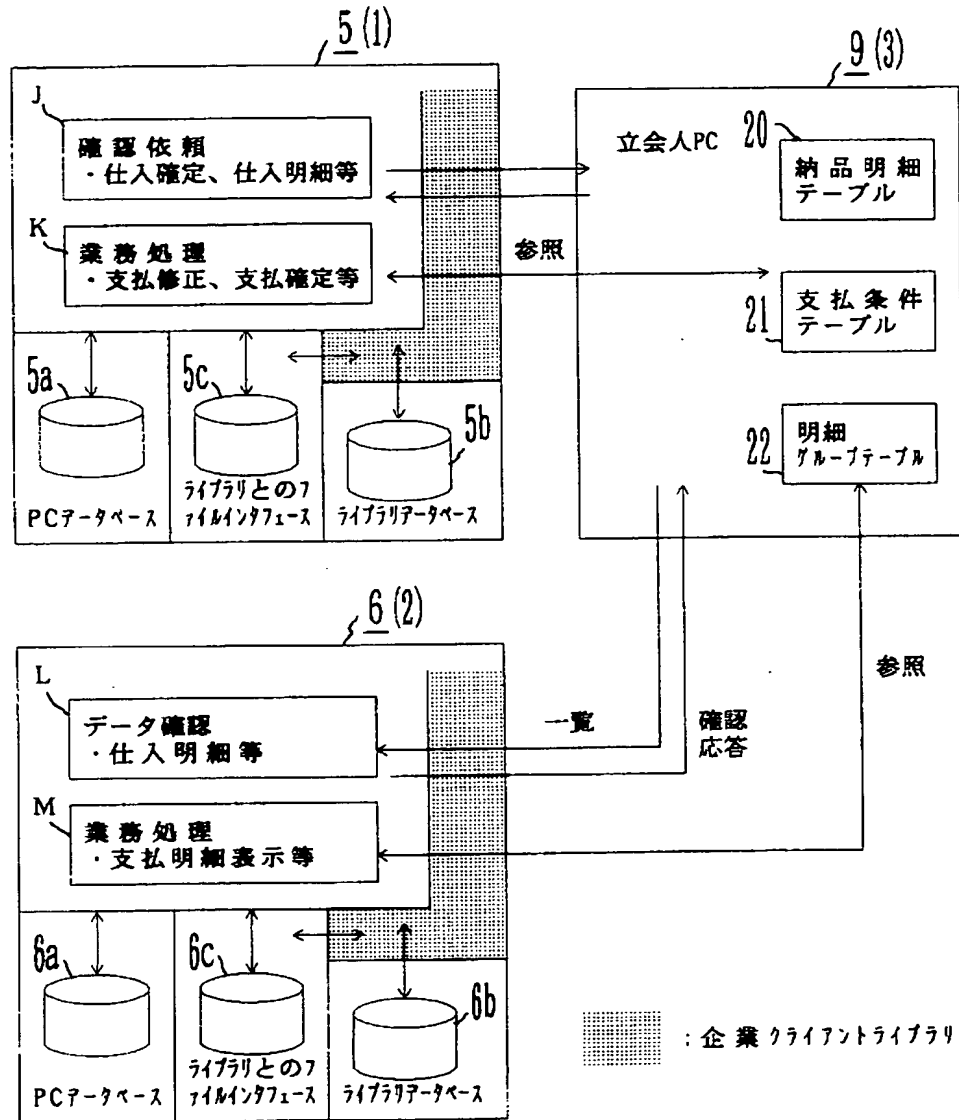 5 (1)
J
確認依頼
・仕入確定、仕入明細等
K
業務処理
・支払修正、支払確定等
5a
5c
5b
PCデータベース
ライブラリとのフ
ァイルインタフェース
ライブラリデータベース
9 (3)
立会人PC
20
納品明細
テーブル
参照
21
支払条件
テーブル
22
明細
グループテーブル
6 (2)
L
データ確認
・仕入明細等
M
業務処理
・支払明細表示等
一覧
確認
応答
参照
6a
6c
6b
PCデータベース
ライブラリとのフ
ァイルインタフェース
ライブラリデータベース
：企業クライアントライブラリ